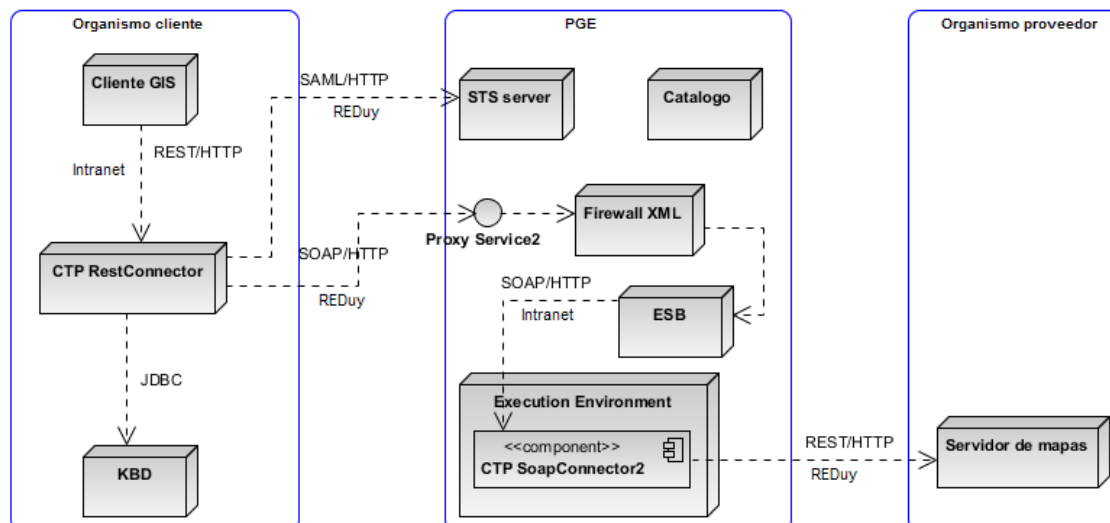 Organismo cliente
PGE
Organismo proveedor
Cliente GIS
SAML/HTTP
REDuy
STS server
Catalogo
REST/HTTP
Intranet
Firewall XML
Proxy Service2
CTP RestConnector
SOAP/HTTP
REDuy
SOAP/HTTP
Intranet
ESB
JDBC
Execution Environment
<<component>>
CTP SoapConnector2
REST/HTTP
REDuy
Servidor de mapas
KBD